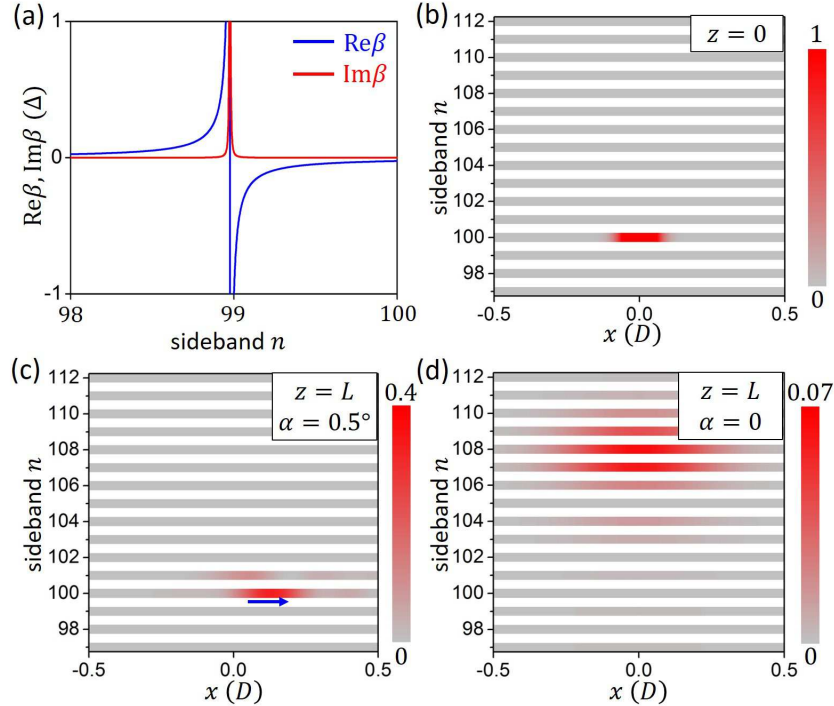 (a)
Reβ, Imβ (Δ)
1
0
-1
Reβ
Imβ
98
99
100
sideband n
(b)
sideband n
112
110
108
106
104
102
100
98
z = 0
1
0
-0.5
0.0
0.5
x (D)
(c)
sideband n
112
110
108
106
104
102
100
98
z = L
α = 0.5°
0.4
0
-0.5
0.0
0.5
x (D)
(d)
sideband n
112
110
108
106
104
102
100
98
z = L
α = 0
0.07
0
-0.5
0.0
0.5
x (D)